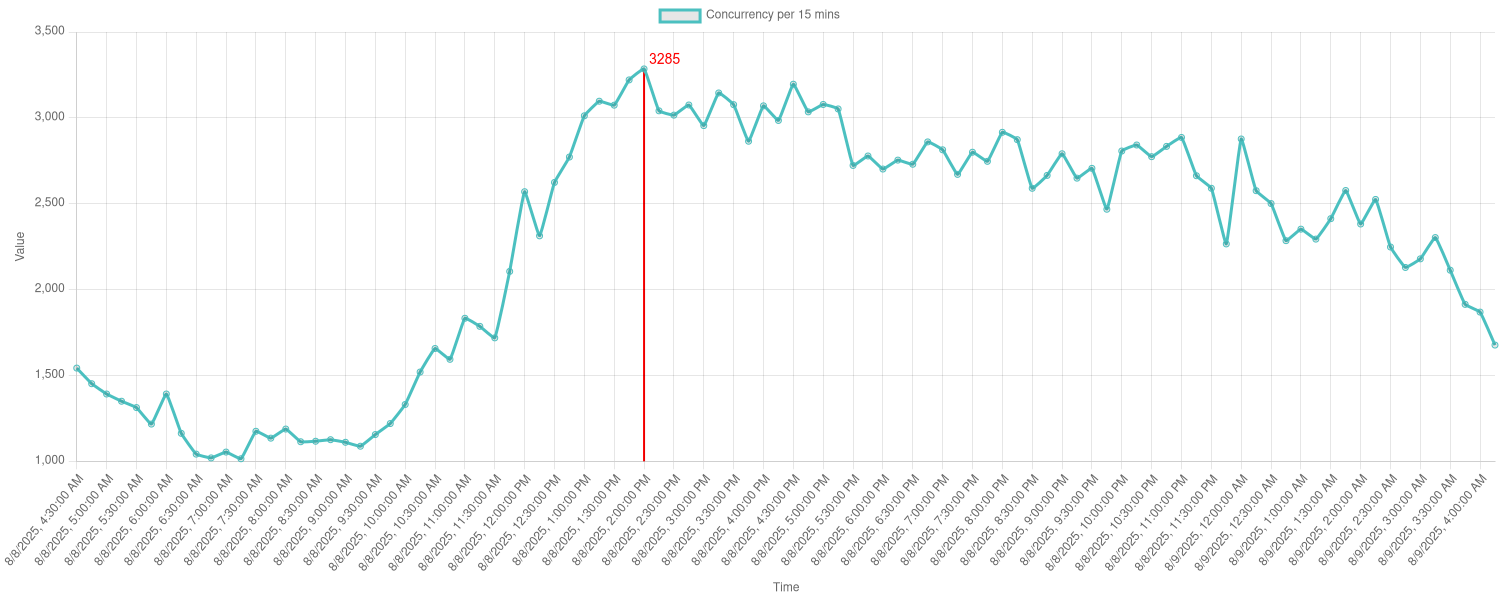 Concurrency per 15 mins
3,500
3285
3,000
2,500
Value
2,000
1,500
1,000
8/8/2025, 4:30:00 AM
8/8/2025, 5:00:00 AM
8/8/2025, 5:30:00 AM
8/8/2025, 6:00:00 AM
8/8/2025, 6:30:00 AM
8/8/2025, 7:00:00 AM
8/8/2025, 7:30:00 AM
8/8/2025, 8:00:00 AM
8/8/2025, 8:30:00 AM
8/8/2025, 9:00:00 AM
8/8/2025, 9:30:00 AM
8/8/2025, 10:00:00 AM
8/8/2025, 10:30:00 AM
8/8/2025, 11:00:00 AM
8/8/2025, 11:30:00 AM
8/8/2025, 12:00:00 PM
8/8/2025, 12:30:00 PM
8/8/2025, 1:00:00 PM
8/8/2025, 1:30:00 PM
8/8/2025, 2:00:00 PM
8/8/2025, 2:30:00 PM
8/8/2025, 3:00:00 PM
8/8/2025, 3:30:00 PM
8/8/2025, 4:00:00 PM
8/8/2025, 4:30:00 PM
8/8/2025, 5:00:00 PM
8/8/2025, 5:30:00 PM
8/8/2025, 6:00:00 PM
8/8/2025, 6:30:00 PM
8/8/2025, 7:00:00 PM
8/8/2025, 7:30:00 PM
8/8/2025, 8:00:00 PM
8/8/2025, 8:30:00 PM
8/8/2025, 9:00:00 PM
8/8/2025, 9:30:00 PM
8/8/2025, 10:00:00 PM
8/8/2025, 10:30:00 PM
8/8/2025, 11:00:00 PM
8/8/2025, 11:30:00 PM
8/9/2025, 12:00:00 AM
8/9/2025, 12:30:00 AM
8/9/2025, 1:00:00 AM
8/9/2025, 1:30:00 AM
8/9/2025, 2:00:00 AM
8/9/2025, 2:30:00 AM
8/9/2025, 3:00:00 AM
8/9/2025, 3:30:00 AM
8/9/2025, 4:00:00 AM
Time